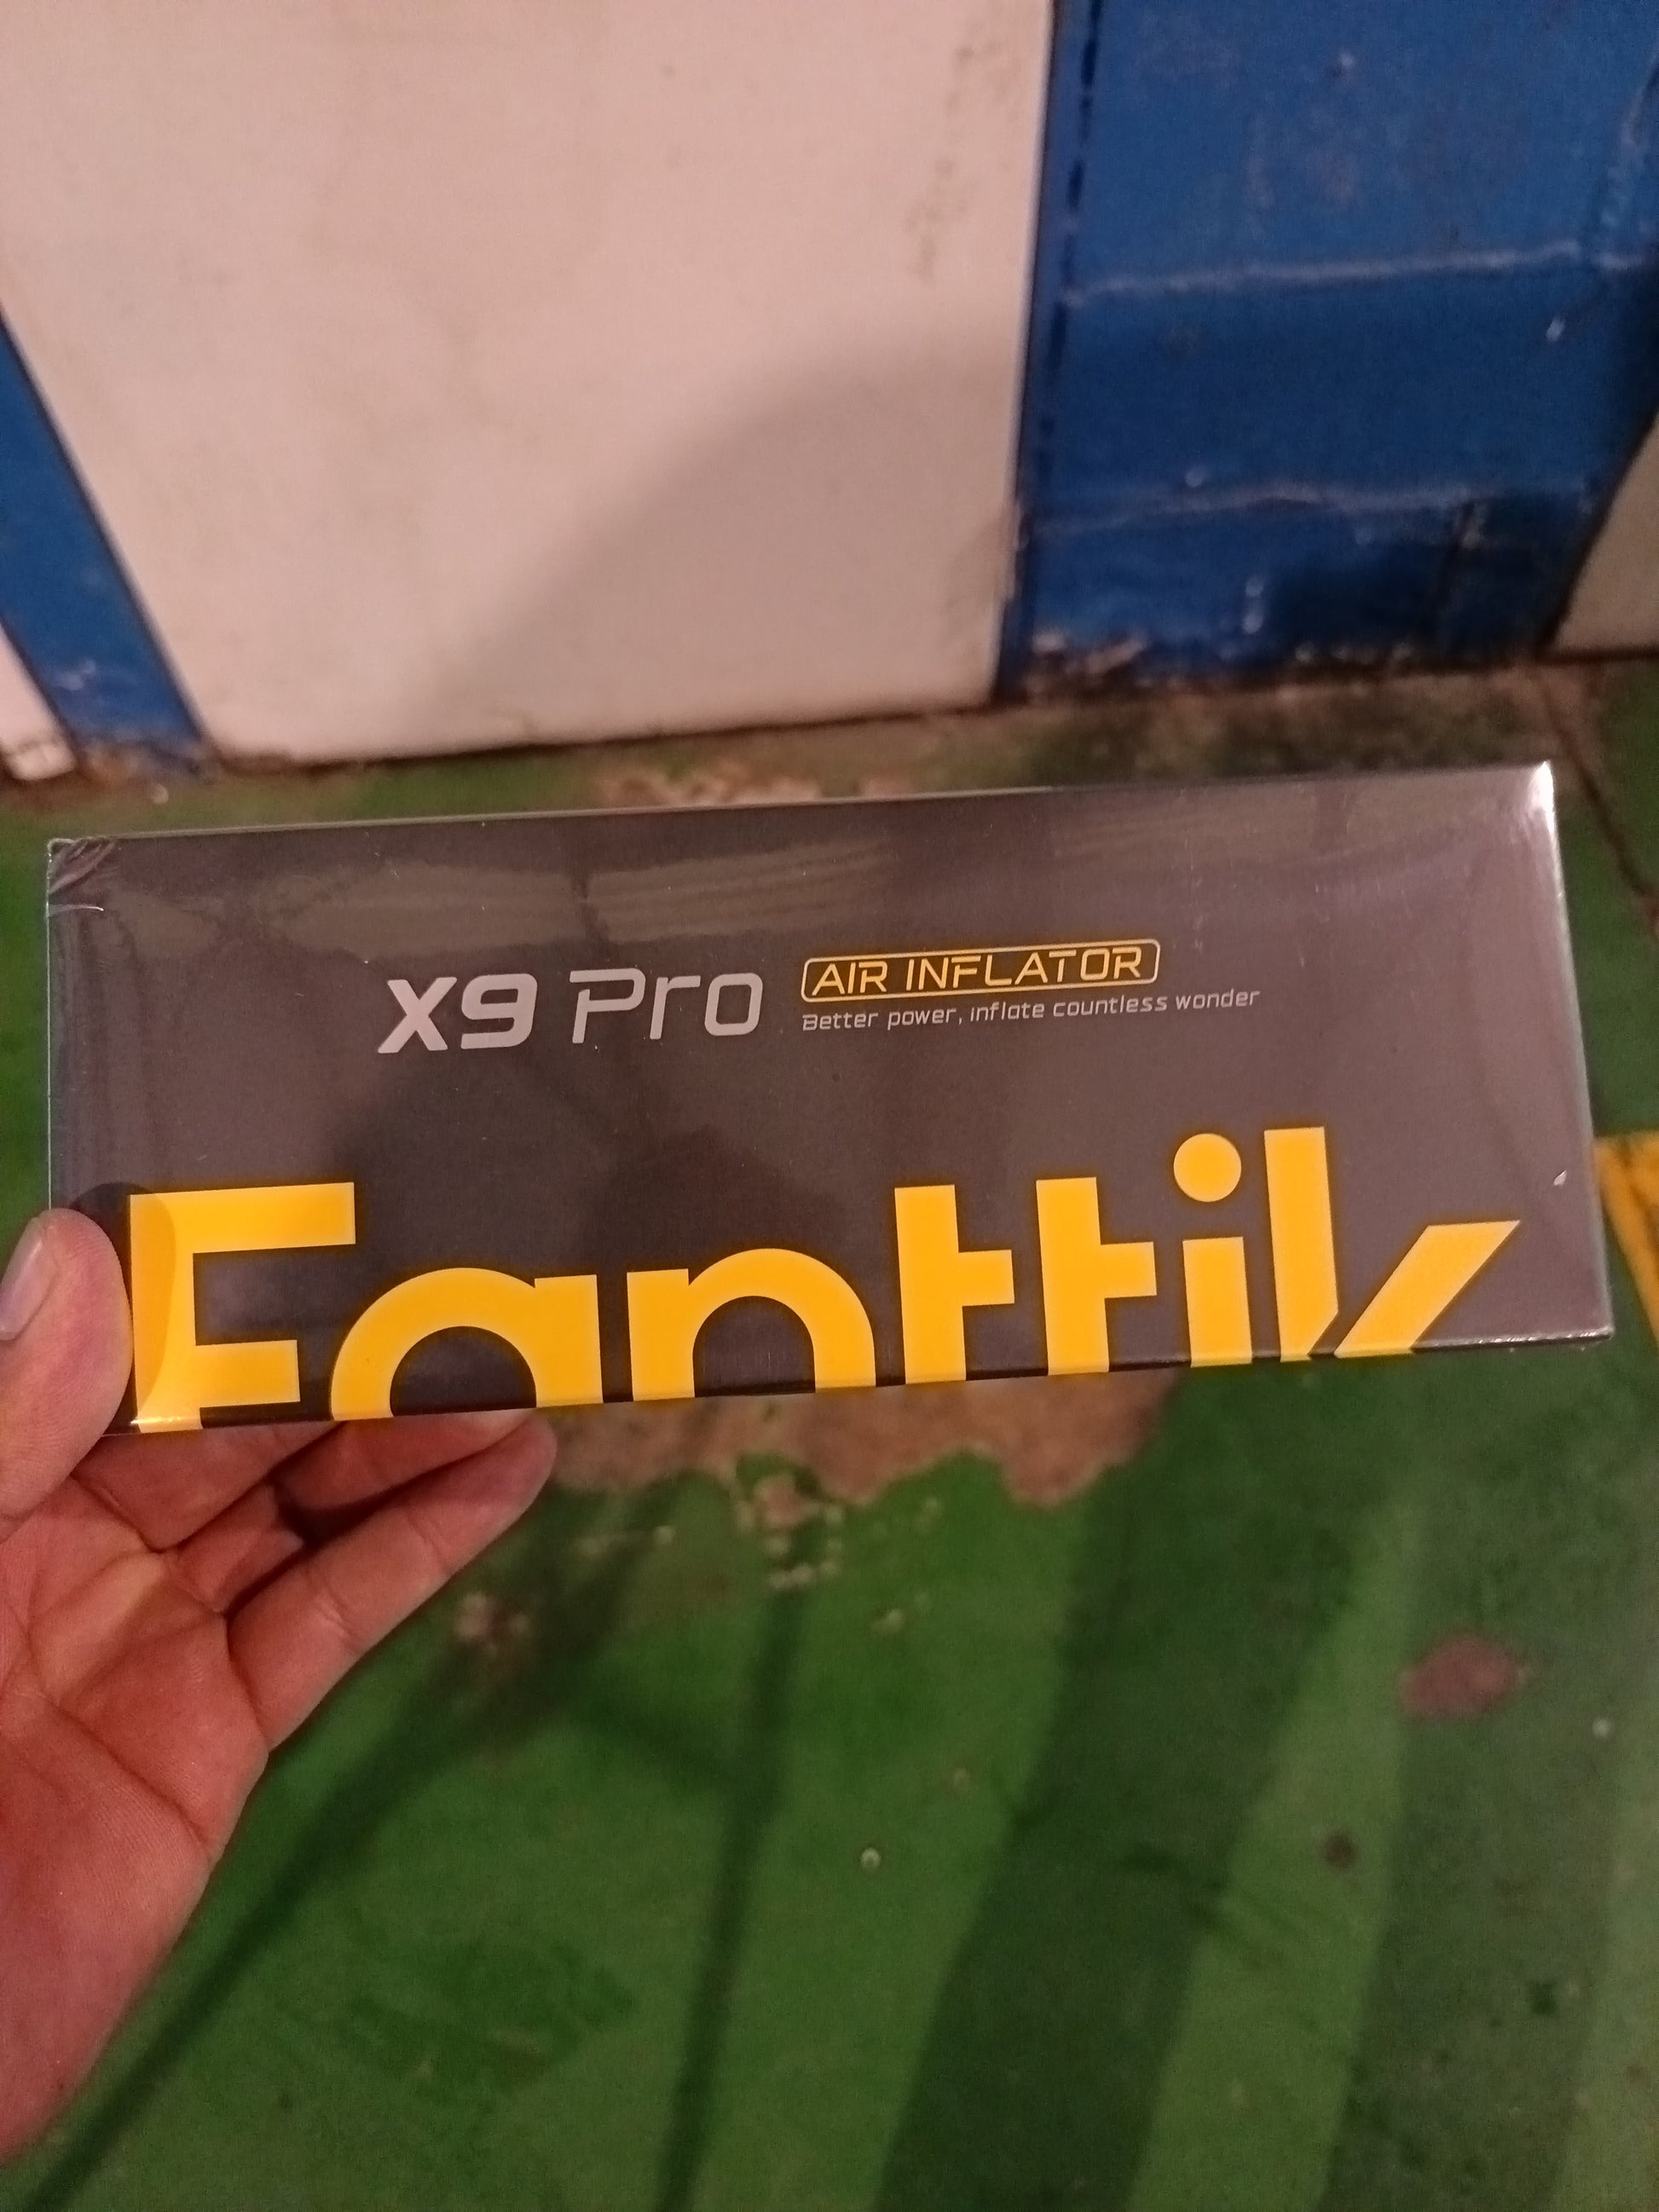 x9 Pro
AIR INFLATOR
Better power, inflate countless wonder
Fanttik